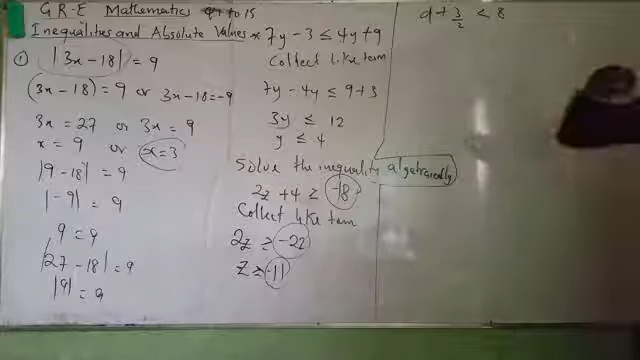 G.R.E Mathematics Q1 to 15
Inequalities and Absolute Values
① |3x - 18| = 9
(3x - 18) = 9 or 3x - 18 = -9
3x = 27 or 3x = 9
x = 9 or x = 3
|9 - 18| = 9
|-9| = 9
9 = 9
|27 - 18| = 9
|9| = 9
* 7y - 3 ≤ 4y + 9
Collect like term
7y - 4y ≤ 9 + 3
3y ≤ 12
y ≤ 4
Solve the inequality algebraically
2z + 4 ≥ -18
Collect like term
2z ≥ -22
z ≥ -11
d + 3/2 < 8